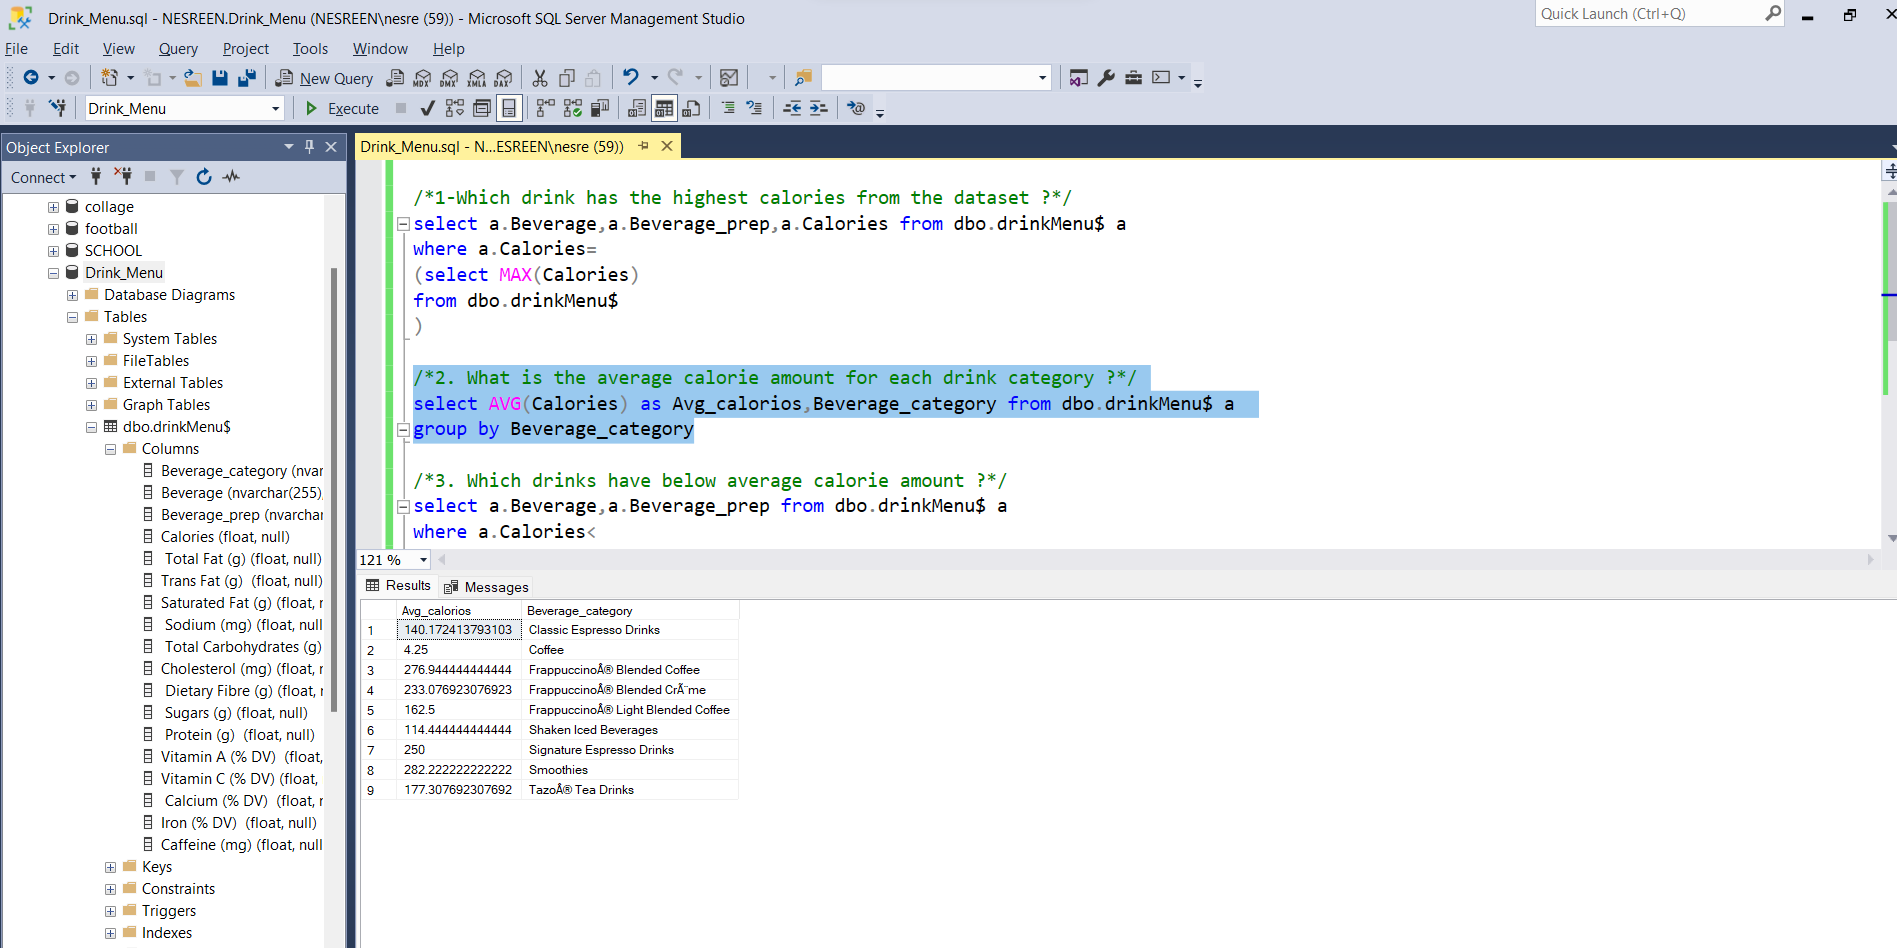 Drink_Menu.sql - NESREEN.Drink_Menu (NESREEN\nesre (59)) - Microsoft SQL Server Management Studio
Quick Launch (Ctrl+Q)
File Edit View Query Project Tools Window Help
New Query MDX DMX XMLA DAX
Drink_Menu Execute
Object Explorer
Connect
collage
football
SCHOOL
Drink_Menu
Database Diagrams
Tables
System Tables
FileTables
External Tables
Graph Tables
dbo.drinkMenu$
Columns
Beverage_category (nvar
Beverage (nvarchar(255),
Beverage_prep (nvarchar
Calories (float, null)
Total Fat (g) (float, null)
Trans Fat (g)  (float, null)
Saturated Fat (g) (float, r
Sodium (mg) (float, null
Total Carbohydrates (g)
Cholesterol (mg) (float, r
Dietary Fibre (g) (float, r
Sugars (g) (float, null)
Protein (g)  (float, null)
Vitamin A (% DV)  (float,
Vitamin C (% DV) (float,
Calcium (% DV)  (float, r
Iron (% DV)  (float, null)
Caffeine (mg) (float, null
Keys
Constraints
Triggers
Indexes
Drink_Menu.sql - N...ESREEN\nesre (59))
/*1-Which drink has the highest calories from the dataset ?*/
select a.Beverage,a.Beverage_prep,a.Calories from dbo.drinkMenu$ a
where a.Calories=
(select MAX(Calories)
from dbo.drinkMenu$
)
/*2. What is the average calorie amount for each drink category ?*/
select AVG(Calories) as Avg_calorios,Beverage_category from dbo.drinkMenu$ a
group by Beverage_category
/*3. Which drinks have below average calorie amount ?*/
select a.Beverage,a.Beverage_prep from dbo.drinkMenu$ a
where a.Calories<
121 %
Results Messages
Avg_calorios Beverage_category
1 140.172413793103 Classic Espresso Drinks
2 4.25 Coffee
3 276.944444444444 FrappuccinoÂ® Blended Coffee
4 233.076923076923 FrappuccinoÂ® Blended CrÃ¨me
5 162.5 FrappuccinoÂ® Light Blended Coffee
6 114.444444444444 Shaken Iced Beverages
7 250 Signature Espresso Drinks
8 282.222222222222 Smoothies
9 177.307692307692 TazoÂ® Tea Drinks